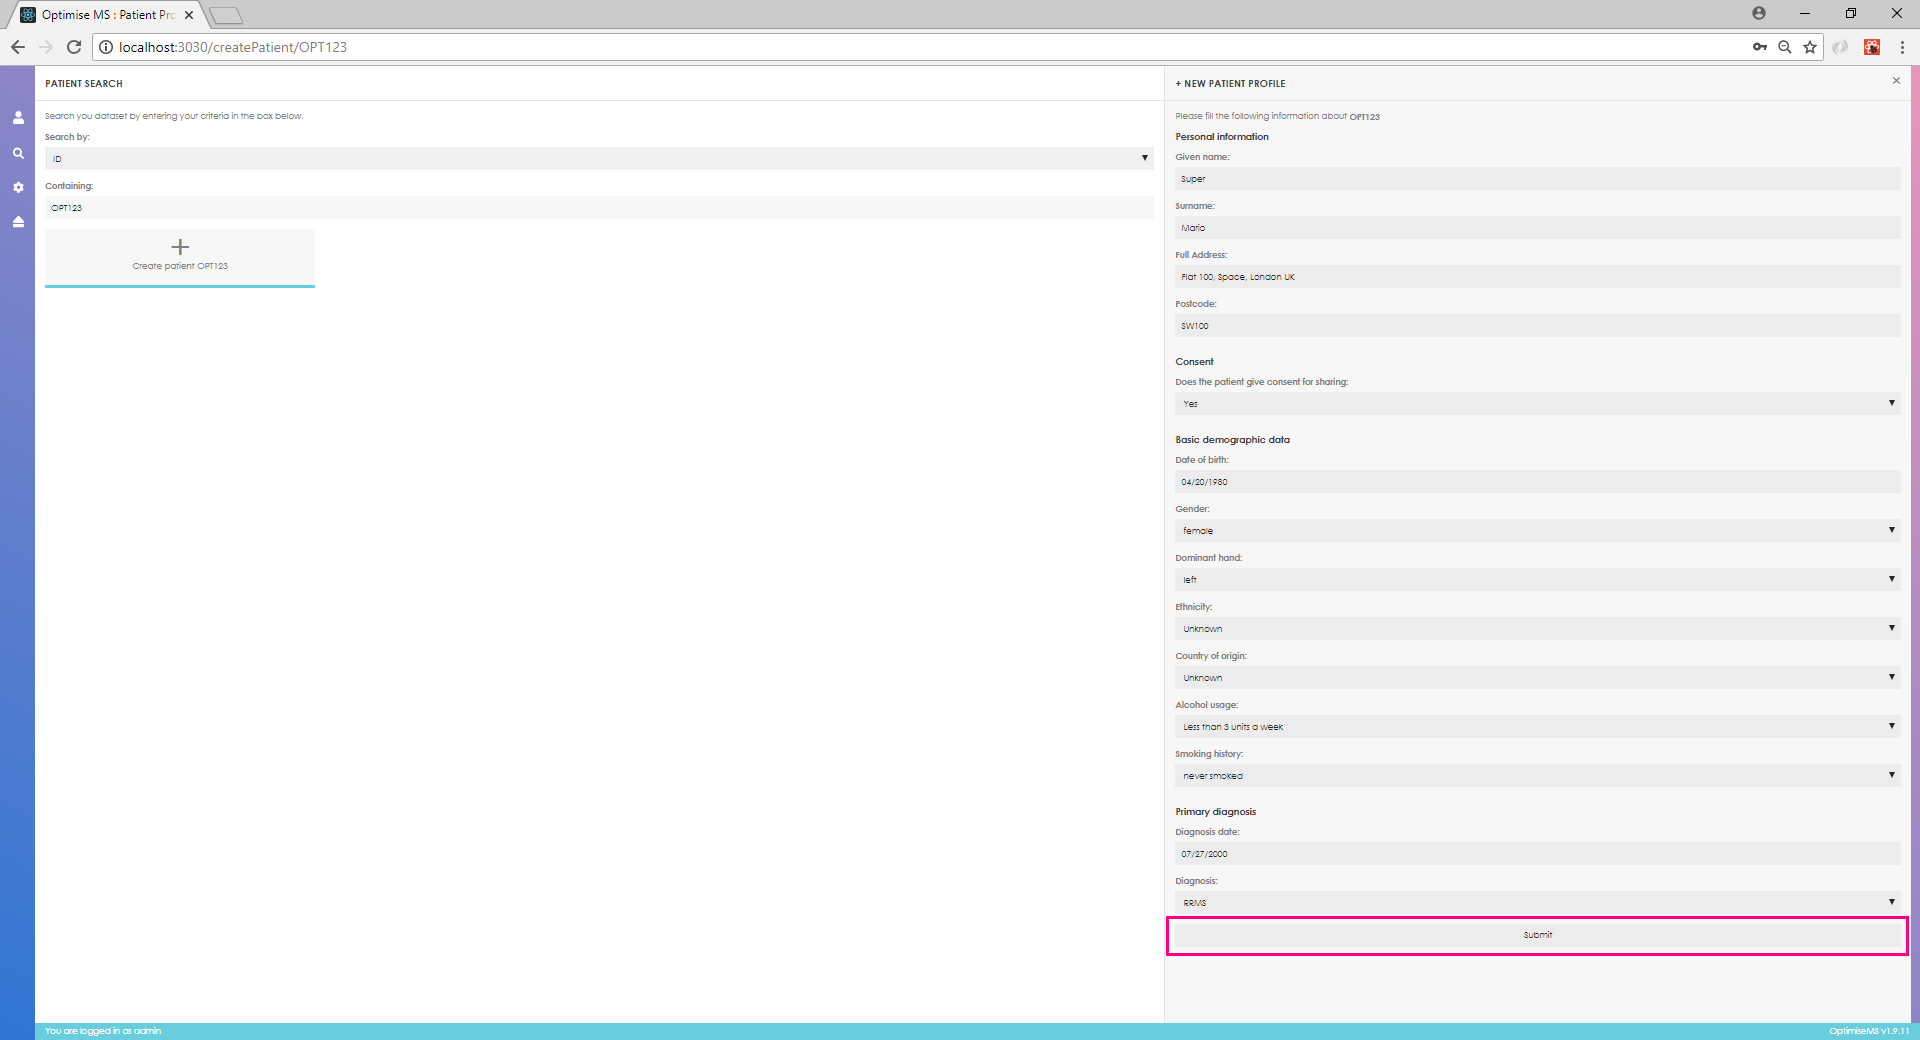 Optimise MS : Patient Pro
localhost:3030/createPatient/OPT123
PATIENT SEARCH
Search you dataset by entering your criteria in the box below.
Search by:
ID
Containing:
OPT123
Create patient OPT123
+ NEW PATIENT PROFILE
Please fill the following information about OPT123
Personal information
Given name:
Super
Surname:
Mario
Full Address:
Flat 100, Space, London UK
Postcode:
SW100
Consent
Does the patient give consent for sharing:
Yes
Basic demographic data
Date of birth:
04/20/1980
Gender:
female
Dominant hand:
left
Ethnicity:
Unknown
Country of origin:
Unknown
Alcohol usage:
Less than 3 units a week
Smoking history:
never smoked
Primary diagnosis
Diagnosis date:
07/27/2000
Diagnosis:
RRMS
Submit
You are logged in as admin
OptimiseMS v1.9.11